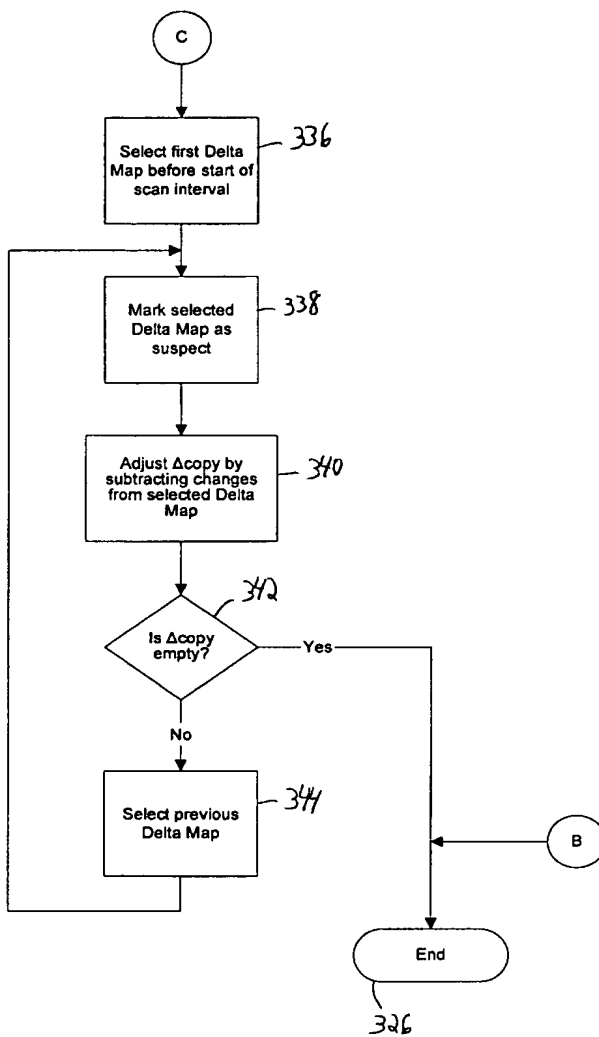 C
Select first Delta
Map before start of
scan interval
336
Mark selected
Delta Map as
suspect
338
Adjust Δcopy by
subtracting changes
from selected Delta
Map
340
342
Is Δcopy
empty?
Yes
No
Select previous
Delta Map
344
B
End
326